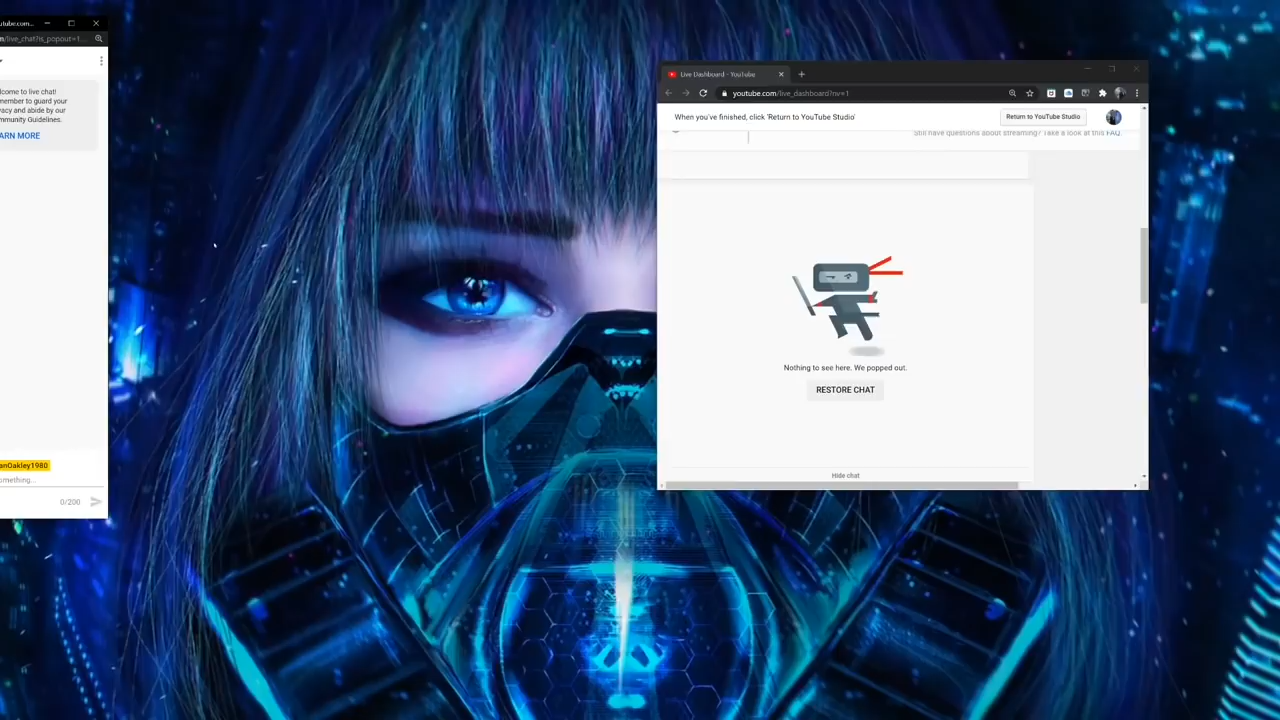 utube.com...
m/live_chat?is_popout=1...
lcome to live chat!
member to guard your
vacy and abide by our
mmunity Guidelines.
ARN MORE
anOakley1980
omething...
0/200
Live Dashboard - YouTube
youtube.com/live_dashboard?nv=1
When you've finished, click 'Return to YouTube Studio'
Return to YouTube Studio
Still have questions about streaming? Take a look at this FAQ.
Nothing to see here. We popped out.
RESTORE CHAT
Hide chat